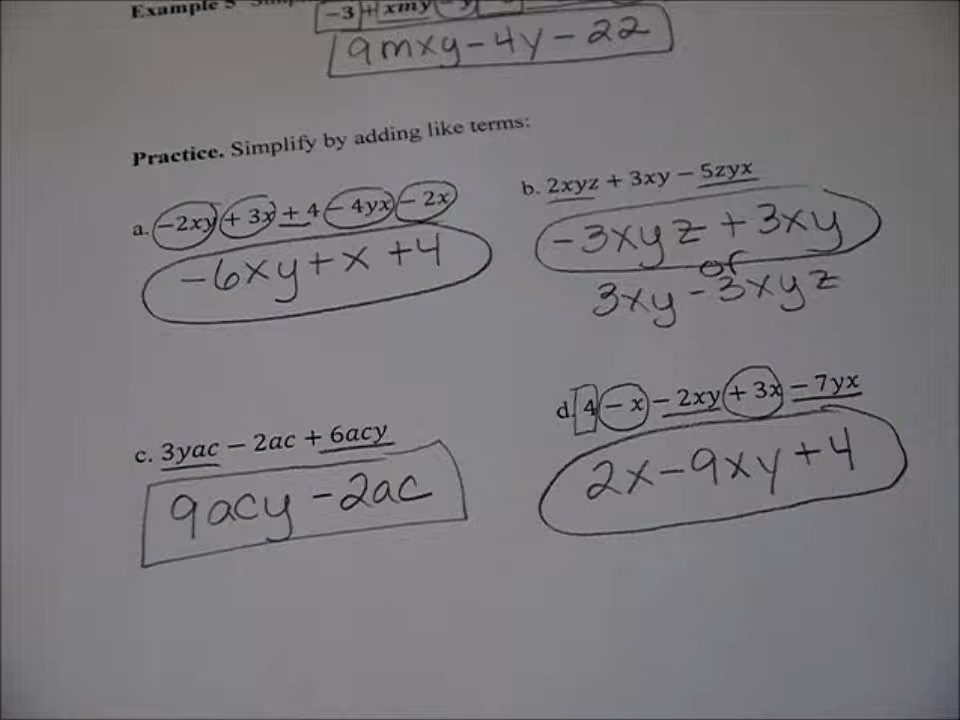 Example 5
-3 + xmy - y
9mxy - 4y - 22
Practice. Simplify by adding like terms:
a. -2xy + 3x + 4 - 4yx - 2x
-6xy + x + 4
b. 2xyz + 3xy - 5zyx
-3xyz + 3xy
or
3xy - 3xyz
c. 3yac - 2ac + 6acy
9acy - 2ac
d. 4 - x - 2xy + 3x - 7yx
2x - 9xy + 4